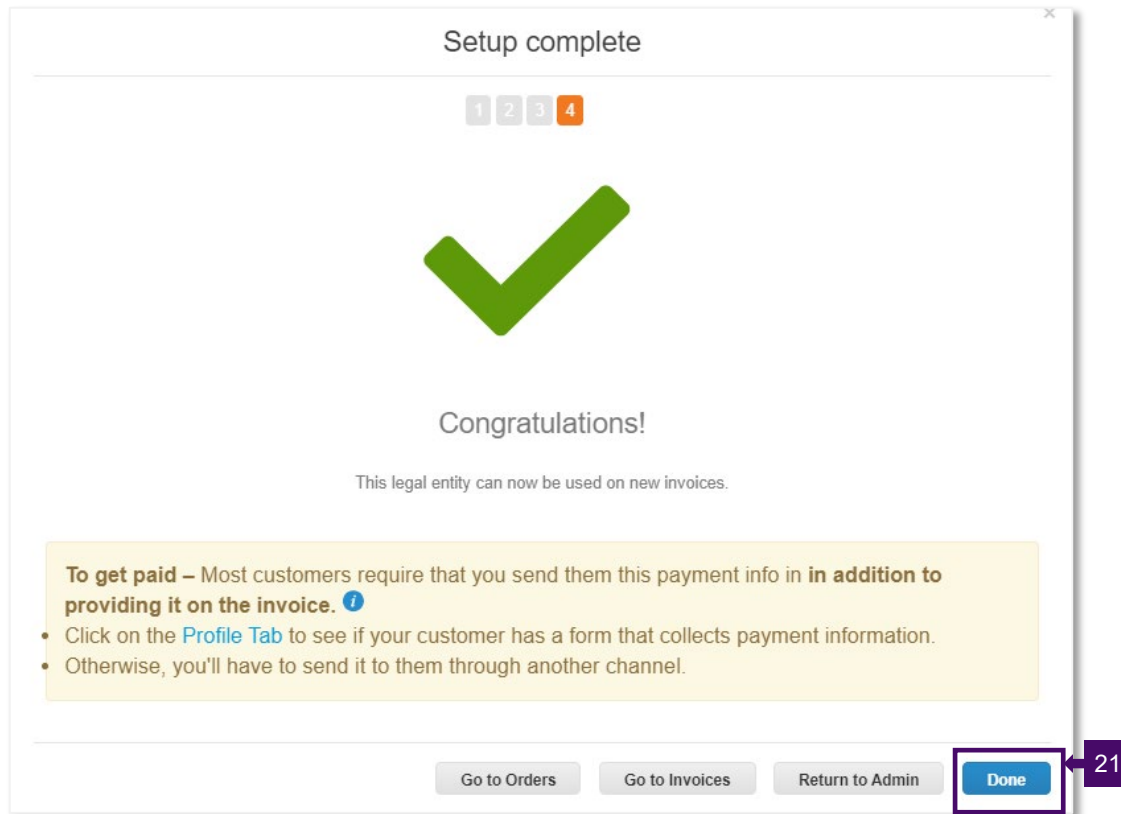 ×
Setup complete
1 2 3 4
Congratulations!
This legal entity can now be used on new invoices.
To get paid – Most customers require that you send them this payment info in in addition to
providing it on the invoice. i
• Click on the Profile Tab to see if your customer has a form that collects payment information.
• Otherwise, you'll have to send it to them through another channel.
Go to Orders Go to Invoices Return to Admin Done 21